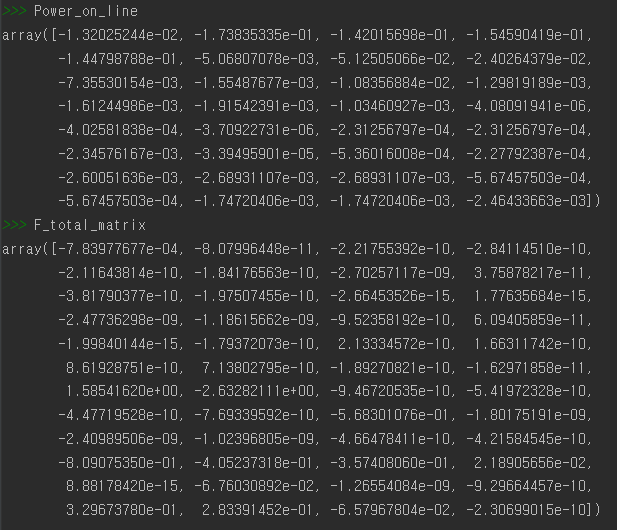 >>> Power_on_line
array([-1.32025244e-02, -1.73835335e-01, -1.42015698e-01, -1.54590419e-01,
       -1.44798788e-01, -5.06807078e-03, -5.12505066e-02, -2.40264379e-02,
       -7.35530154e-03, -1.55487677e-03, -1.08356884e-02, -1.29819189e-03,
       -1.61244986e-03, -1.91542391e-03, -1.03460927e-03, -4.08091941e-06,
       -4.02581838e-04, -3.70922731e-06, -2.31256797e-04, -2.31256797e-04,
       -2.34576167e-03, -3.39495901e-05, -5.36016008e-04, -2.27792387e-04,
       -2.60051636e-03, -2.68931107e-03, -2.68931107e-03, -5.67457503e-04,
       -5.67457503e-04, -1.74720406e-03, -1.74720406e-03, -2.46433663e-03])
>>> F_total_matrix
array([-7.83977677e-04, -8.07996448e-11, -2.21755392e-10, -2.84114510e-10,
       -2.11643814e-10, -1.84176563e-10, -2.70257117e-09,  3.75878217e-11,
       -3.81790377e-10, -1.97507455e-10, -2.66453526e-15,  1.77635684e-15,
       -2.47736298e-09, -1.18615662e-09, -9.52358192e-10,  6.09405859e-11,
       -1.99840144e-15, -1.79372073e-10,  2.13334572e-10,  1.66311742e-10,
        8.61928751e-10,  7.13802795e-10, -1.89270821e-10, -1.62971858e-11,
        1.58541620e+00, -2.63282111e+00, -9.46720535e-10, -5.41972328e-10,
       -4.47719528e-10, -7.69339592e-10, -5.68301076e-01, -1.80175191e-09,
       -2.40989506e-09, -1.02396805e-09, -4.66478411e-10, -4.21584545e-10,
       -8.09075350e-01, -4.05237318e-01, -3.57408060e-01,  2.18905656e-02,
        8.88178420e-15, -6.76030892e-02, -1.26554084e-09, -9.29664457e-10,
        3.29673780e-01,  2.83391452e-01, -6.57967804e-02, -2.30699015e-10])